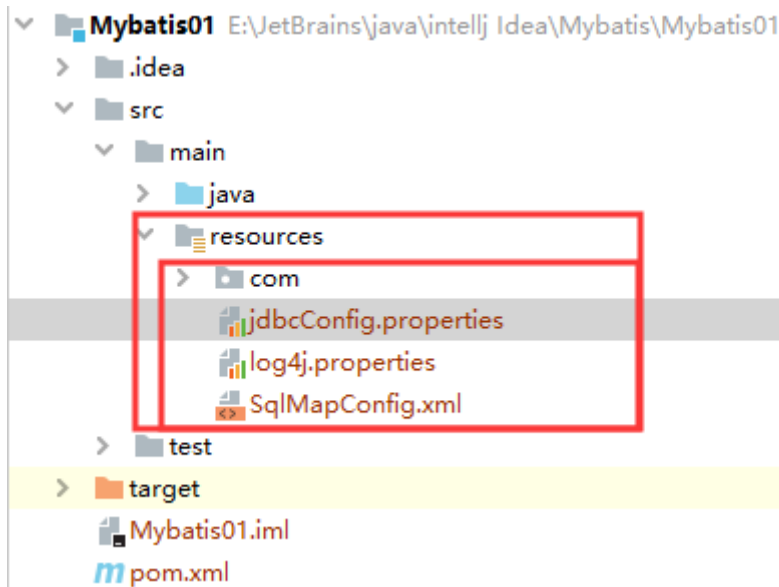 Mybatis01 E:\JetBrains\java\intellj Idea\Mybatis\Mybatis01
.idea
src
main
java
resources
com
jdbcConfig.properties
log4j.properties
SqlMapConfig.xml
test
target
Mybatis01.iml
m pom.xml